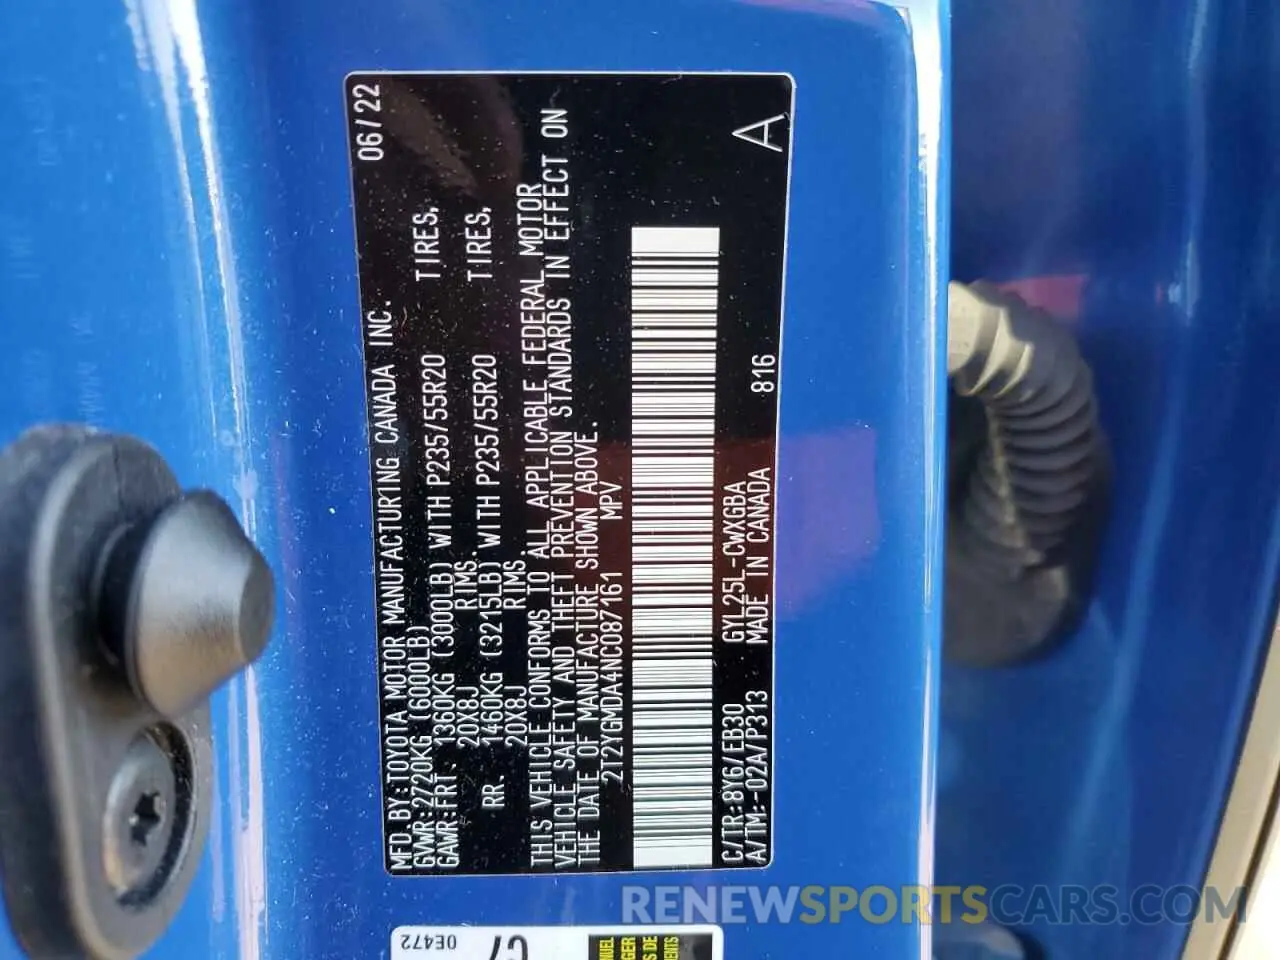 MFD.BY:TOYOTA MOTOR MANUFACTURING CANADA INC. 06/22
GVWR:2720KG (6000LB)
GAWR:FRT. 1360KG (3000LB) WITH P235/55R20 TIRES,
20X8J RIMS.
RR. 1460KG (3215LB) WITH P235/55R20 TIRES,
20X8J RIMS
THIS VEHICLE CONFORMS TO ALL APPLICABLE FEDERAL MOTOR
VEHICLE SAFETY AND THEFT PREVENTION STANDARDS IN EFFECT ON
THE DATE OF MANUFACTURE SHOWN ABOVE.
2T2YGMDA4NC087161 MPV
C/TR:8Y6/EB30 GYL25L-CWXGBA 816 A
A/TM:-02A/P313 MADE IN CANADA
0E472
RENEWSPORTSCARS.COM